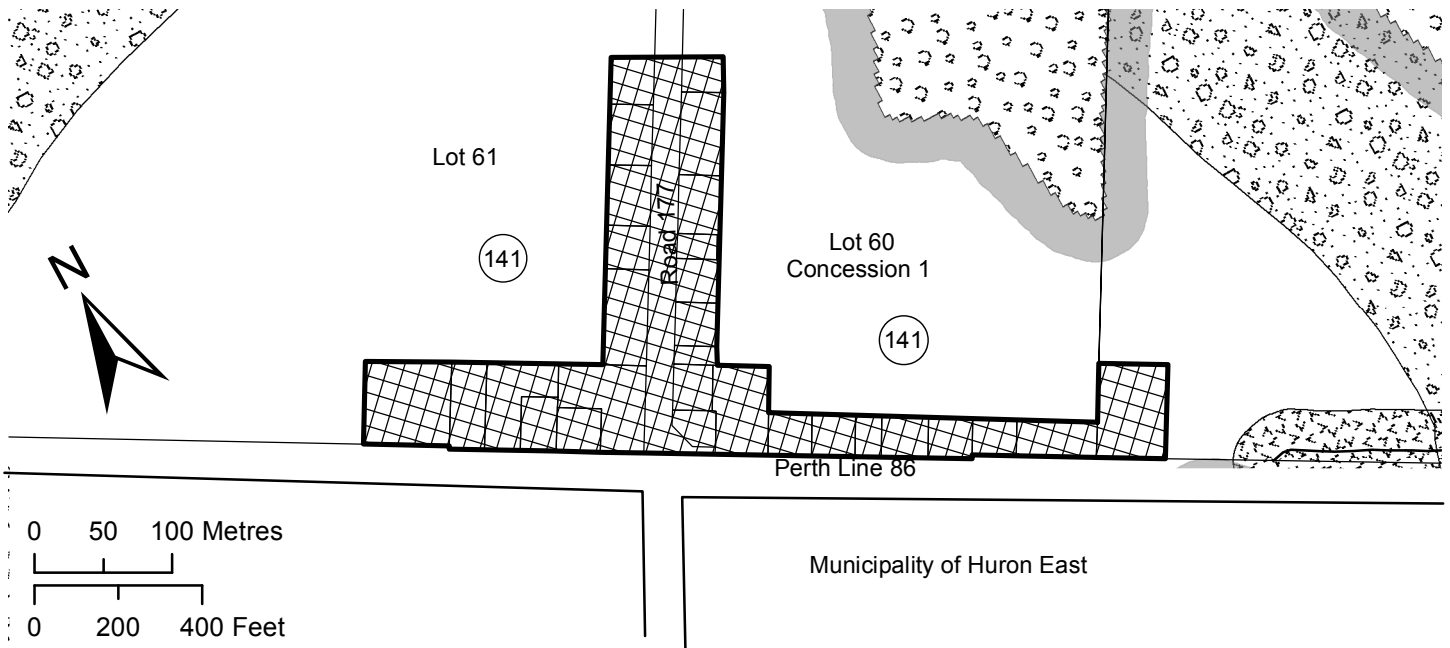 Lot 61
Road 177
Lot 60
Concession 1
141
141
N
Perth Line 86
0 50 100 Metres
0 200 400 Feet
Municipality of Huron East